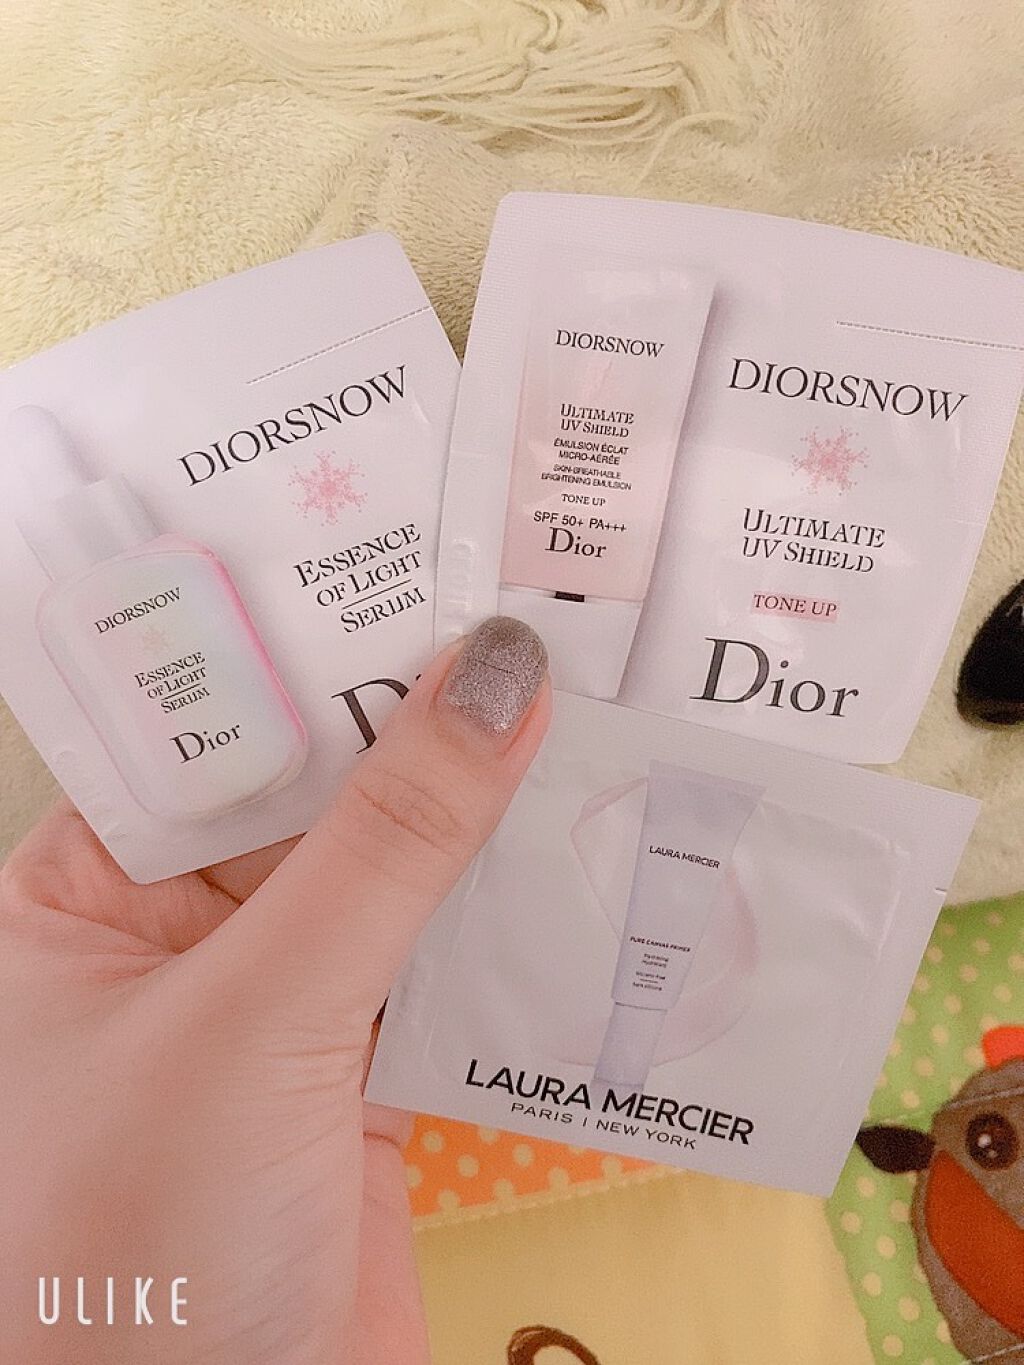 DIORSNOW
ESSENCE
OF LIGHT
SERUM
DIORSNOW
ESSENCE
OF LIGHT
SERUM
Dior
DIORSNOW
ULTIMATE
UV SHIELD
ÉMULSION ÉCLAT
MICRO-AÉRÉE
SKIN-BREATHABLE
BRIGHTENING EMULSION
TONE UP
SPF 50+ PA+++
Dior
DIORSNOW
ULTIMATE
UV SHIELD
TONE UP
Dior
LAURA MERCIER
PURE CANVAS PRIMER
Hydrating
Hydratant
LAURA MERCIER
PARIS | NEW YORK
ULIKE